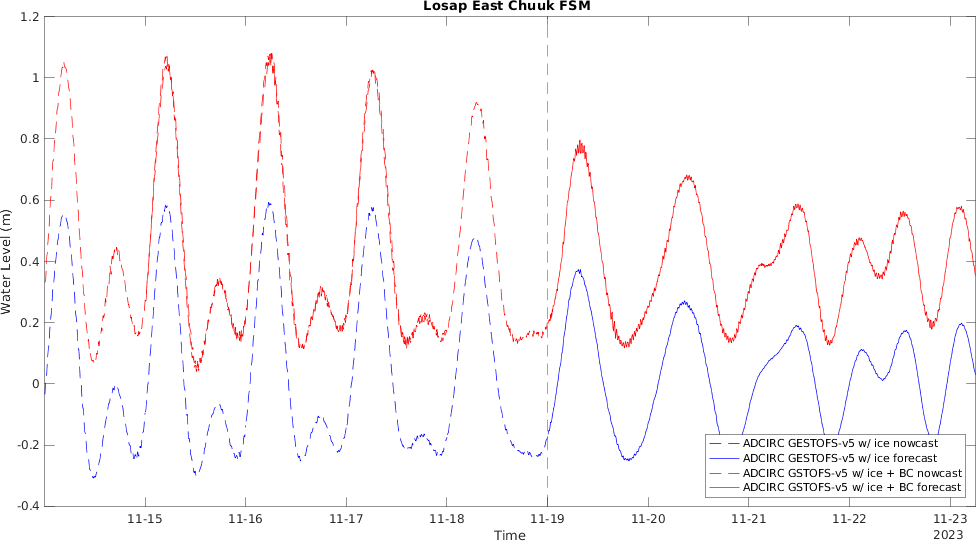 Losap East Chuuk FSM
1.2
1
0.8
0.6
0.4
0.2
0
-0.2
-0.4
Water Level (m)
ADCIRC GESTOFS-v5 w/ ice nowcast
ADCIRC GESTOFS-v5 w/ ice forecast
ADCIRC GSTOFS-v5 w/ ice + BC nowcast
ADCIRC GSTOFS-v5 w/ ice + BC forecast
11-15 11-16 11-17 11-18 11-19 11-20 11-21 11-22 11-23
Time
2023